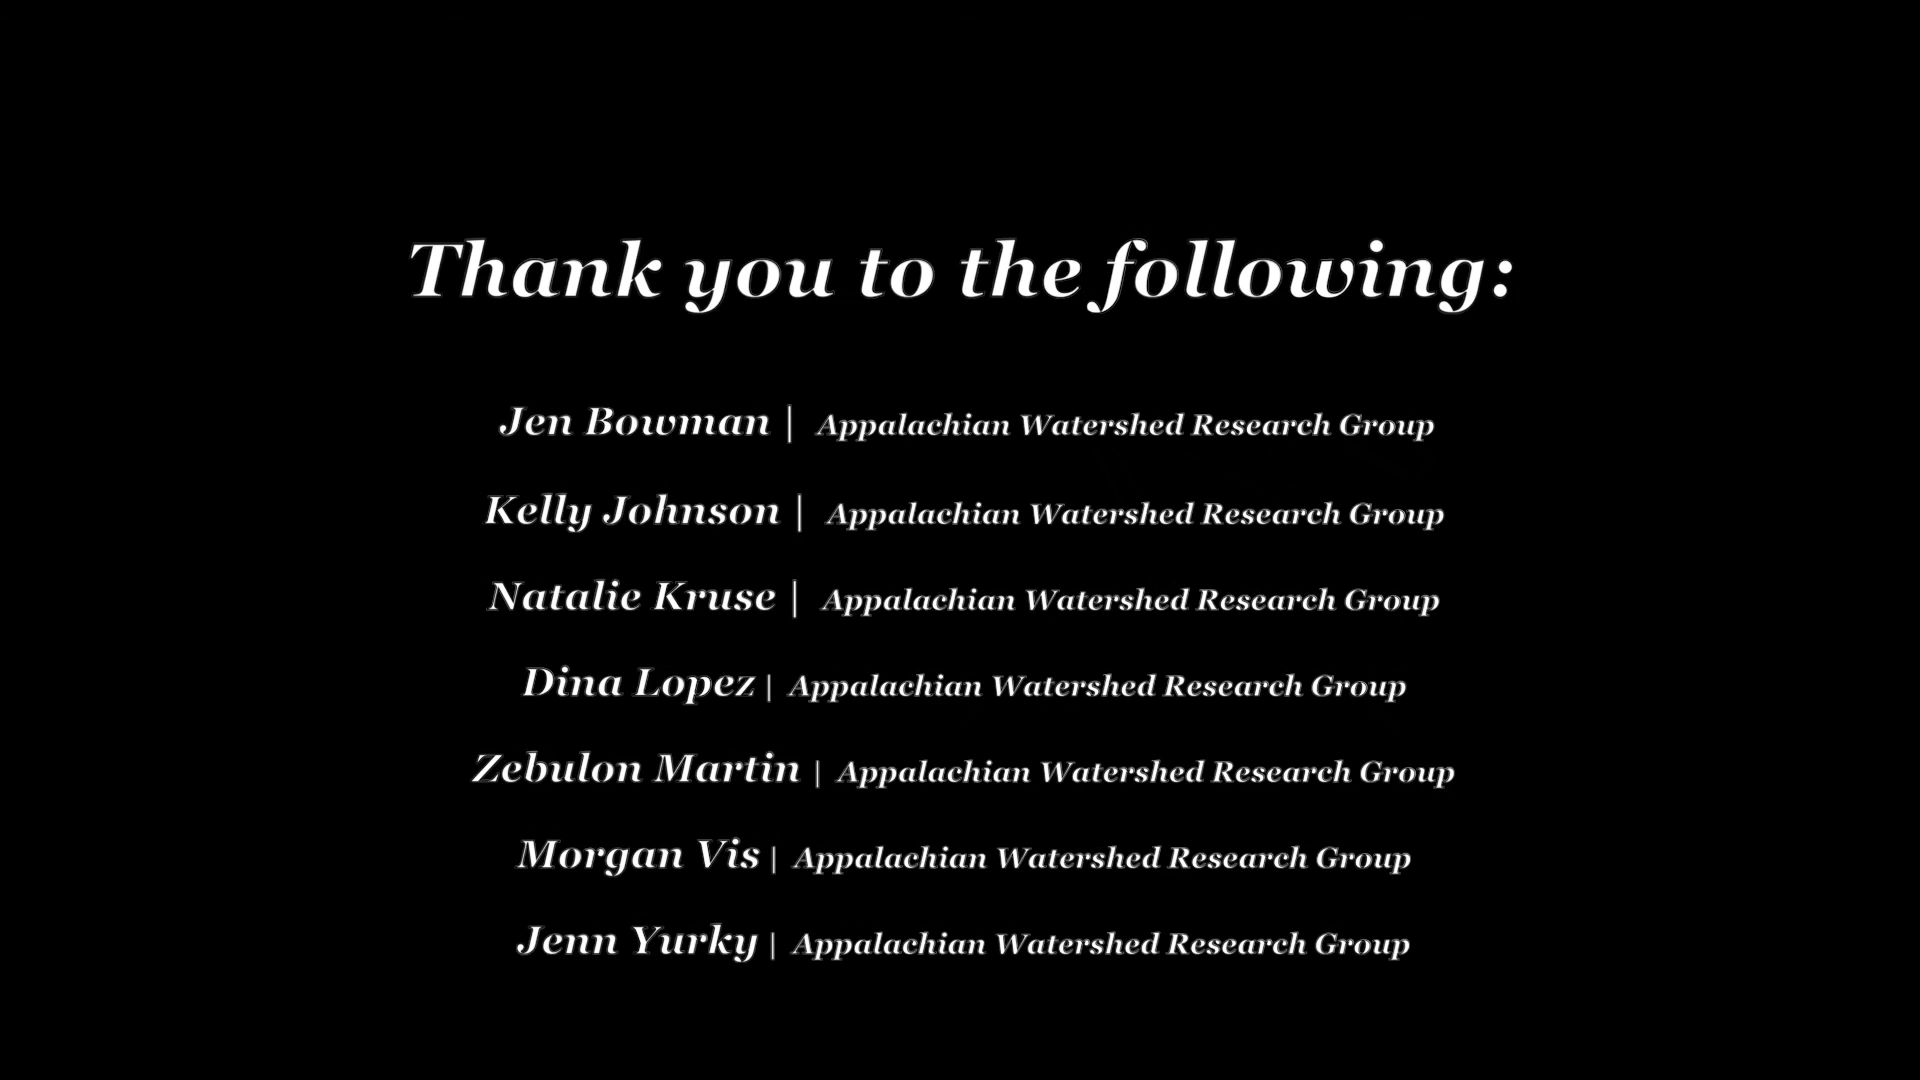 Thank you to the following:
Jen Bowman | Appalachian Watershed Research Group
Kelly Johnson | Appalachian Watershed Research Group
Natalie Kruse | Appalachian Watershed Research Group
Dina Lopez | Appalachian Watershed Research Group
Zebulon Martin | Appalachian Watershed Research Group
Morgan Vis | Appalachian Watershed Research Group
Jenn Yurky | Appalachian Watershed Research Group